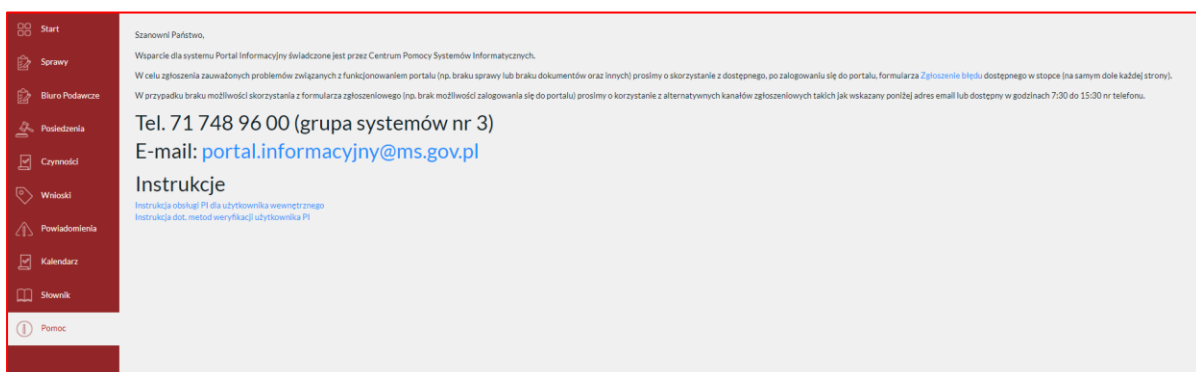 Start
Sprawy
Biuro Podawcze
Posiedzenia
Czynności
Wnioski
Powiadomienia
Kalendarz
Słownik
Pomoc
Szanowni Państwo,
Wsparcie dla systemu Portal Informacyjny świadczone jest przez Centrum Pomocy Systemów Informatycznych.
W celu zgłoszenia zauważonych problemów związanych z funkcjonowaniem portalu (np. braku sprawy lub braku dokumentów oraz innych) prosimy o skorzystanie z dostępnego, po zalogowaniu się do portalu, formularza Zgłoszenie błędu dostępnego w stopce (na samym dole każdej strony).
W przypadku braku możliwości skorzystania z formularza zgłoszeniowego (np. brak możliwości zalogowania się do portalu) prosimy o korzystanie z alternatywnych kanałów zgłoszeniowych takich jak wskazany poniżej adres email lub dostępny w godzinach 7:30 do 15:30 nr telefonu.
Tel. 71 748 96 00 (grupa systemów nr 3)
E-mail: portal.informacyjny@ms.gov.pl
Instrukcje
Instrukcja obsługi PI dla użytkownika wewnętrznego
Instrukcja dot. metod weryfikacji użytkownika PI